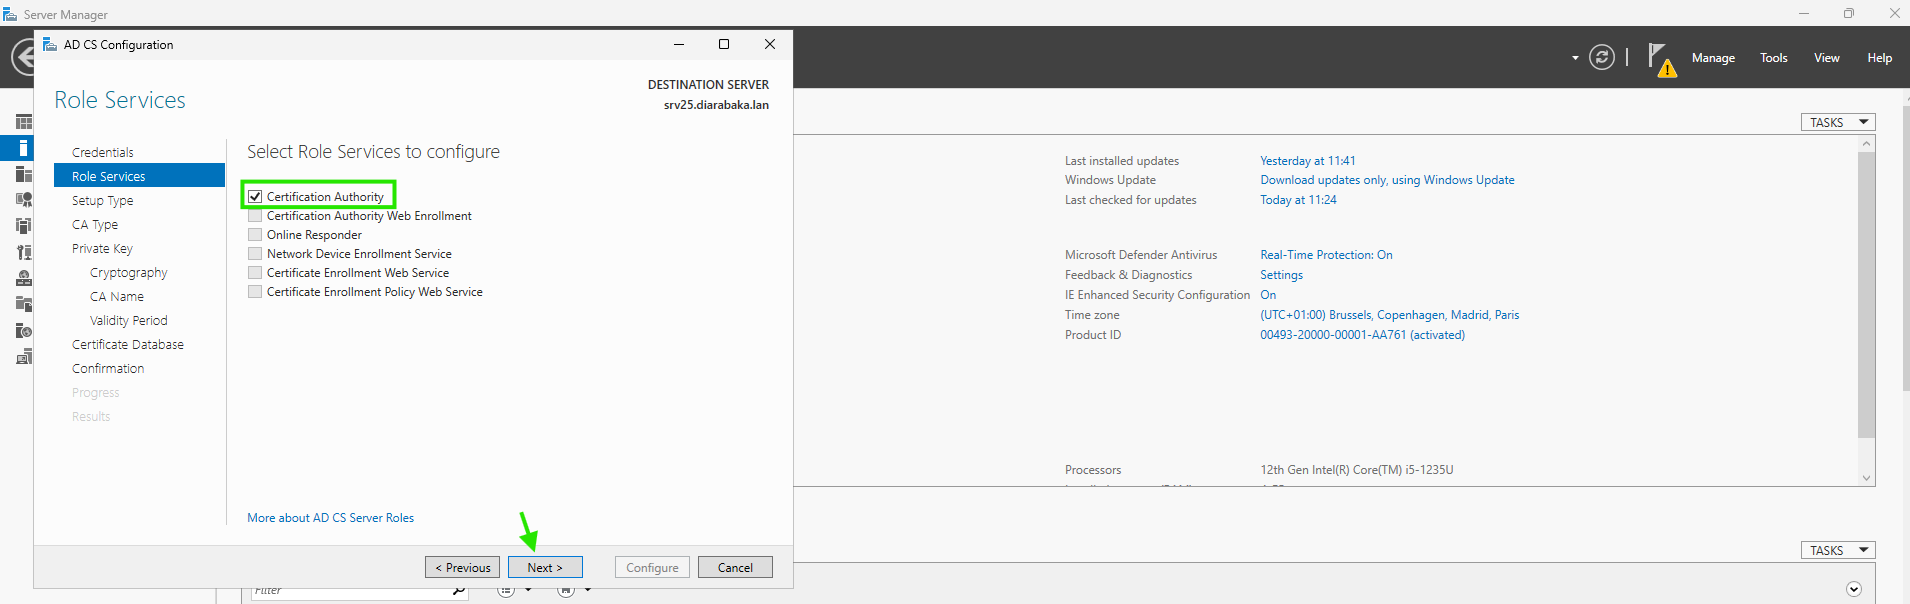 Server Manager
AD CS Configuration
Manage Tools View Help
DESTINATION SERVER
srv25.diarabaka.lan
Role Services
Credentials
Role Services
Setup Type
CA Type
Private Key
Cryptography
CA Name
Validity Period
Certificate Database
Confirmation
Progress
Results
Select Role Services to configure
Certification Authority
Certification Authority Web Enrollment
Online Responder
Network Device Enrollment Service
Certificate Enrollment Web Service
Certificate Enrollment Policy Web Service
More about AD CS Server Roles
< Previous Next > Configure Cancel
TASKS
Last installed updates Yesterday at 11:41
Windows Update Download updates only, using Windows Update
Last checked for updates Today at 11:24
Microsoft Defender Antivirus Real-Time Protection: On
Feedback & Diagnostics Settings
IE Enhanced Security Configuration On
Time zone (UTC+01:00) Brussels, Copenhagen, Madrid, Paris
Product ID 00493-20000-00001-AA761 (activated)
Processors 12th Gen Intel(R) Core(TM) i5-1235U
TASKS
Filter